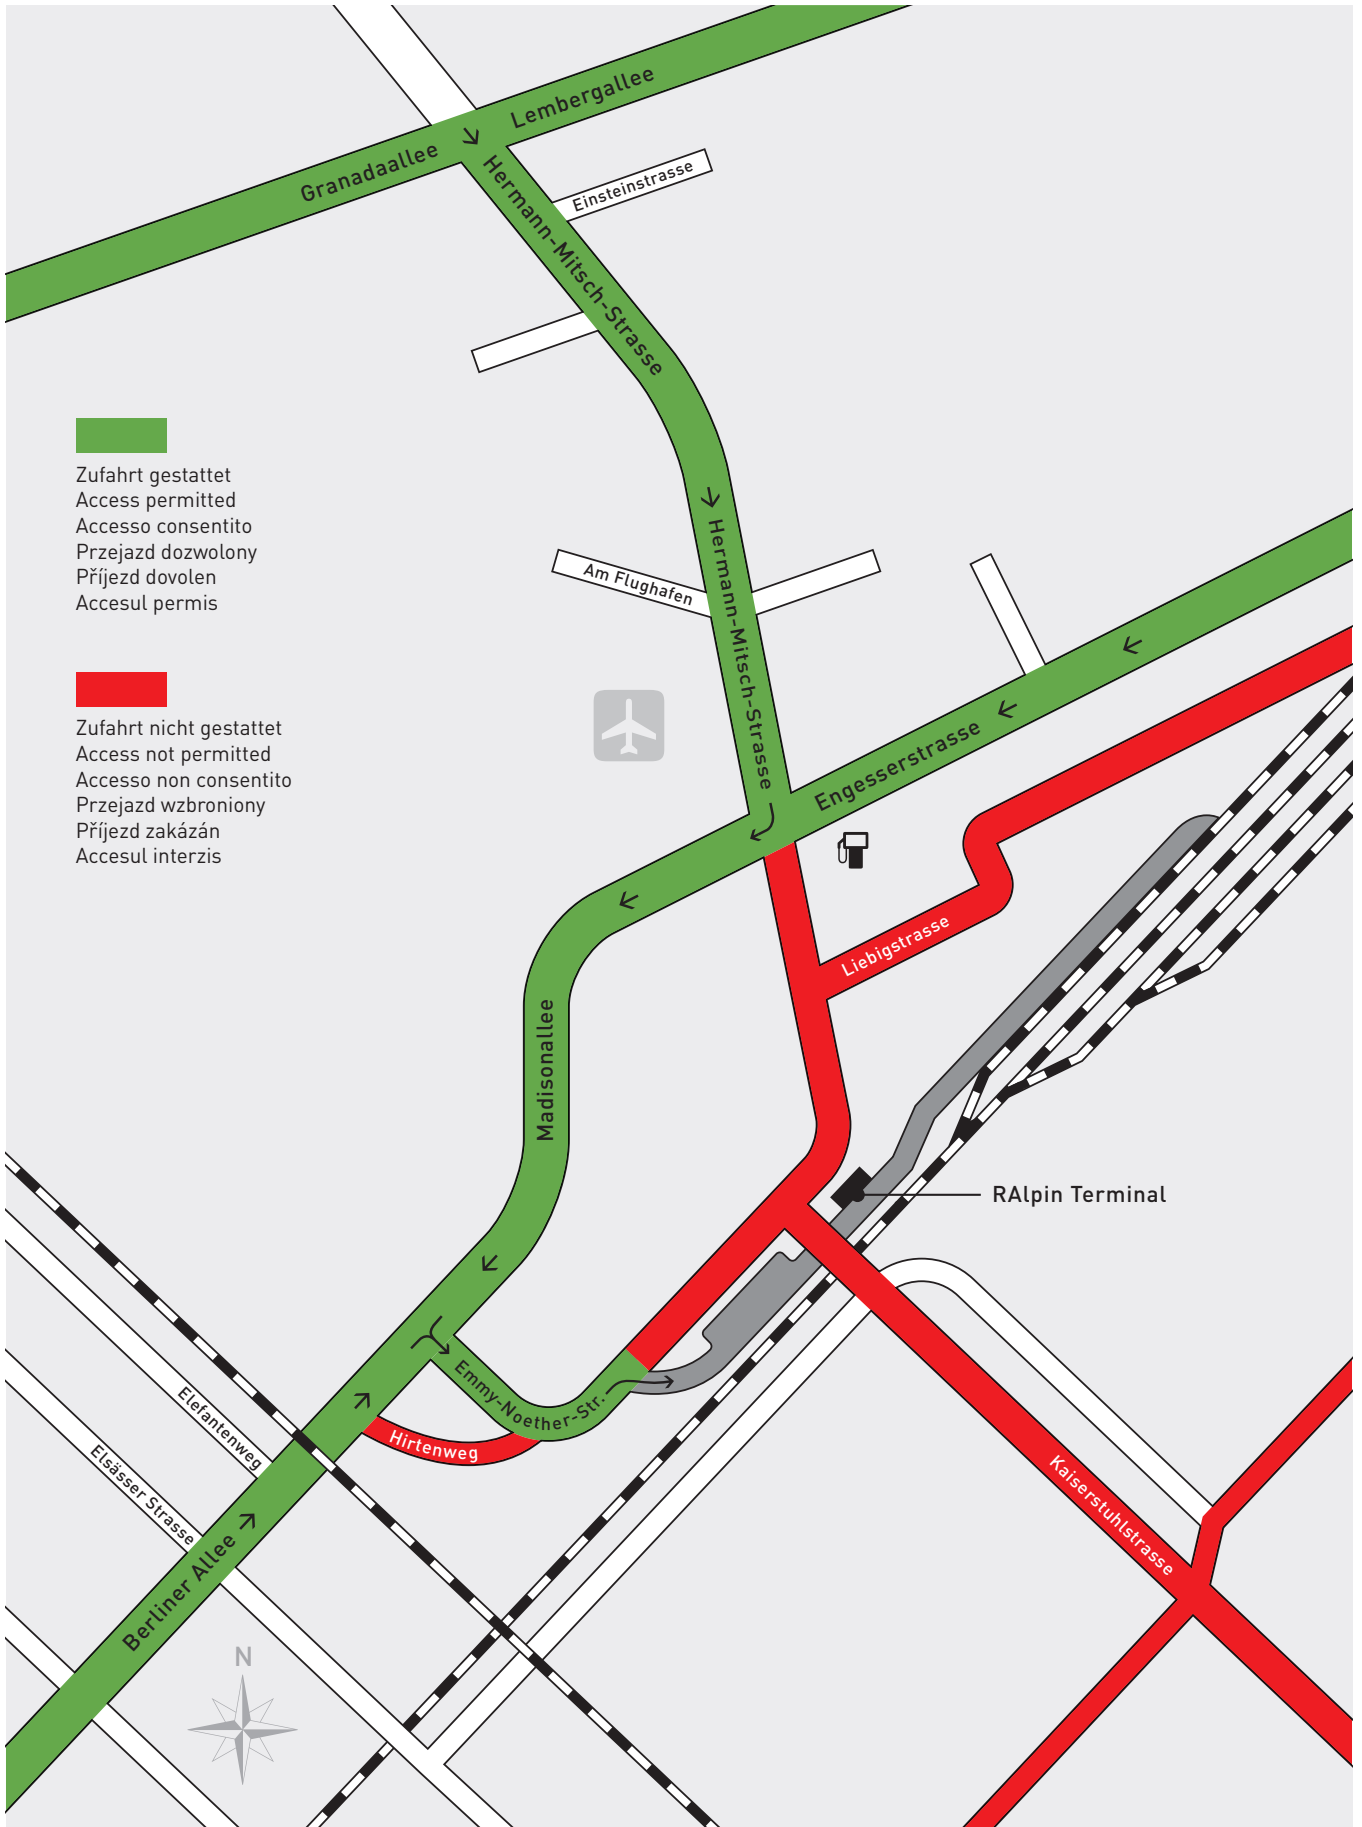 Lembergallee
Granadaallee
Einsteinstrasse
Hermann-Mitsch-Strasse
Zufahrt gestattet
Access permitted
Accesso consentito
Przejazd dozwolony
Příjezd dovolen
Accesul permis
Am Flughafen
Hermann-Mitsch-Strasse
Zufahrt nicht gestattet
Access not permitted
Accesso non consentito
Przejazd wzbroniony
Příjezd zakázán
Accesul interzis
Engesserstrasse
Liebigstrasse
Madisonallee
RAlpin Terminal
Emmy-Noether-Str.
Hirtenweg
Elefantenweg
Elsässer Strasse
Kaiserstuhlstrasse
Berliner Allee
N